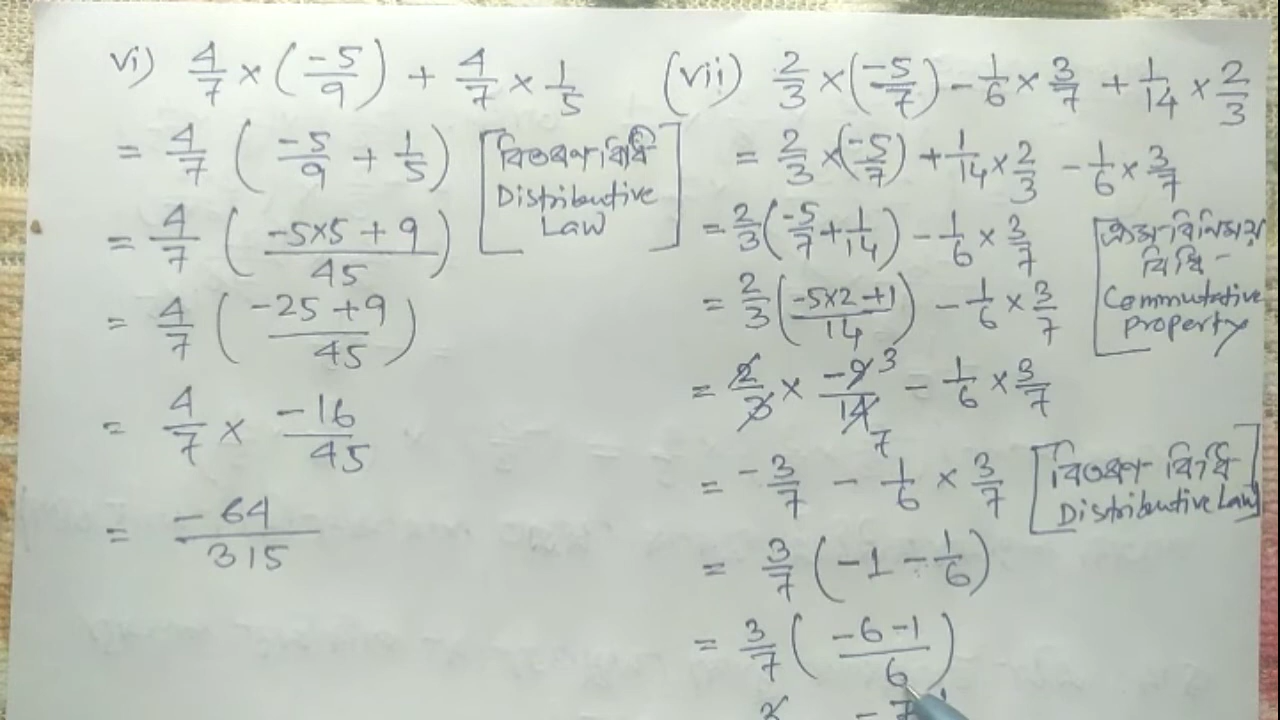 vi) 4/7 × (-5/9) + 4/7 × 1/5
= 4/7 (-5/9 + 1/5) [বিতৰণ বিধি
Distributive
Law]
= 4/7 (-5×5 + 9 / 45)
= 4/7 (-25 + 9 / 45)
= 4/7 × -16/45
= -64/315
(vii) 2/3 × (-5/7) - 1/6 × 3/7 + 1/14 × 2/3
= 2/3 × (-5/7) + 1/14 × 2/3 - 1/6 × 3/7
= 2/3 (-5/7 + 1/14) - 1/6 × 3/7 [ক্ৰম বিনিময়
বিধি -
Commutative
property]
= 2/3 (-5×2 + 1 / 14) - 1/6 × 3/7
= 2/3 × -9 3/14 7 - 1/6 × 3/7
= -3/7 - 1/6 × 3/7 [বিতৰণ বিধি
Distributive Law]
= 3/7 (-1 - 1/6)
= 3/7 (-6-1 / 6)